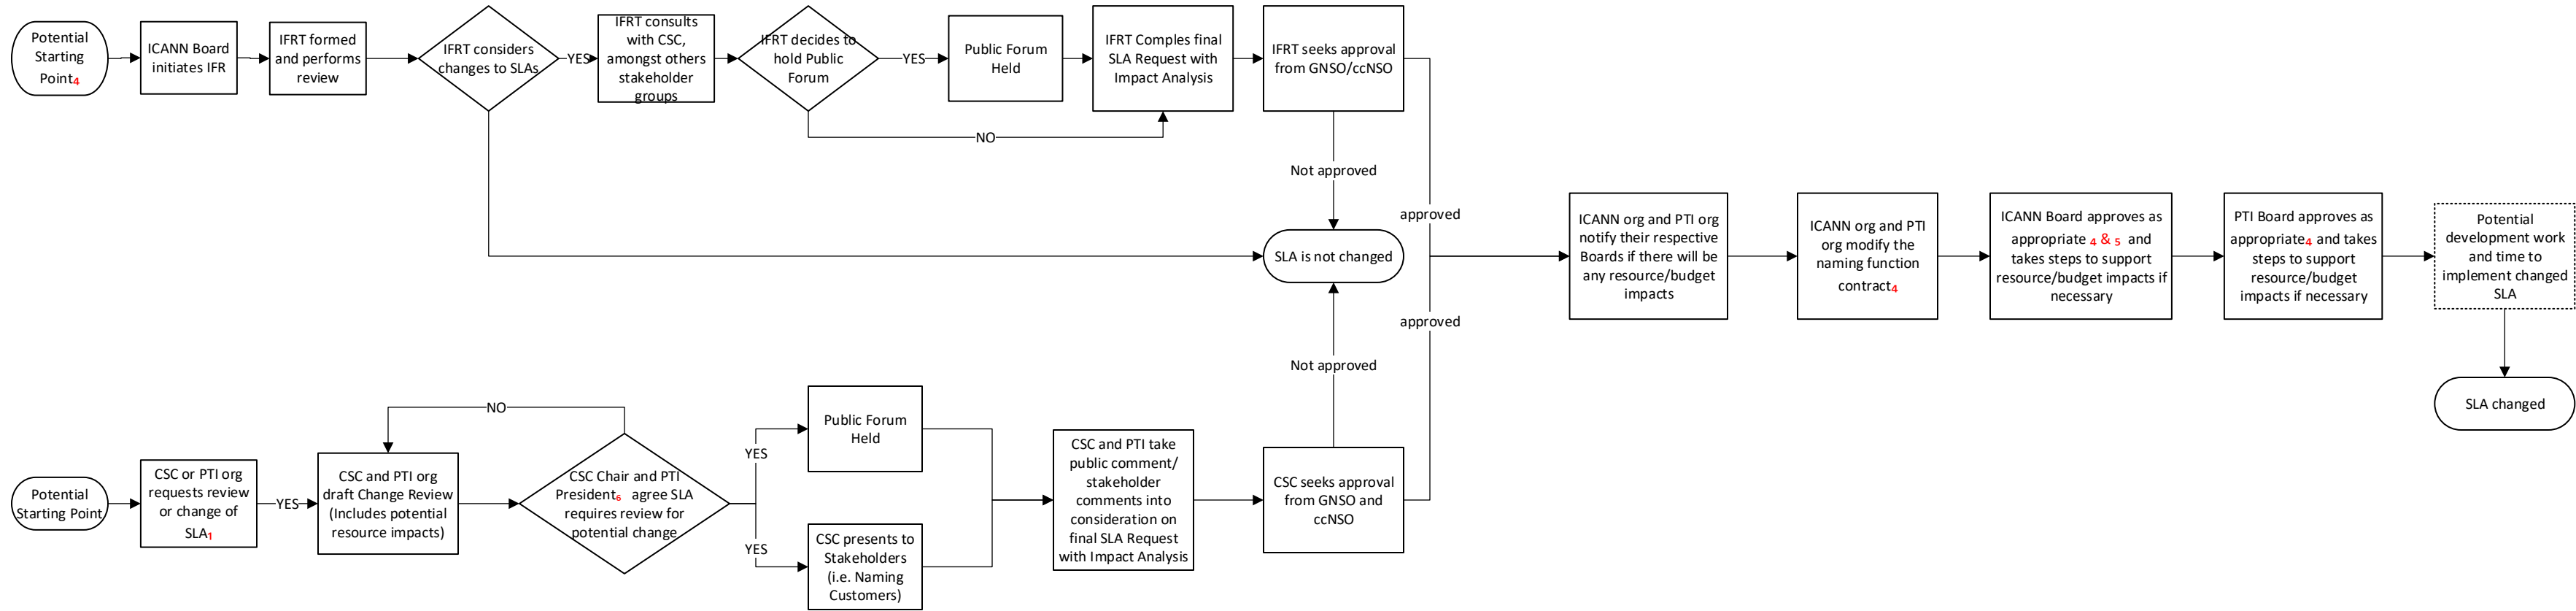 Potential
Starting
Point4
ICANN Board
initiates IFR
IFRT formed
and performs
review
IFRT considers
changes to SLAs
YES
IFRT consults
with CSC,
amongst others
stakeholder
groups
IFRT decides to
hold Public
Forum
YES
NO
Public Forum
Held
IFRT Comples final
SLA Request with
Impact Analysis
IFRT seeks approval
from GNSO/ccNSO
Not approved
approved
SLA is not changed
ICANN org and PTI org
notify their respective
Boards if there will be
any resource/budget
impacts
ICANN org and PTI
org modify the
naming function
contract4
ICANN Board approves as
appropriate 4 & 5 and
takes steps to support
resource/budget impacts if
necessary
PTI Board approves as
appropriate4 and takes
steps to support
resource/budget
impacts if necessary
Potential
development work
and time to
implement changed
SLA
SLA changed
approved
Not approved
Potential
Starting Point
CSC or PTI org
requests review
or change of
SLA1
YES
CSC and PTI org
draft Change Review
(Includes potential
resource impacts)
NO
CSC Chair and PTI
President6 agree SLA
requires review for
potential change
YES
YES
Public Forum
Held
CSC presents to
Stakeholders
(i.e. Naming
Customers)
CSC and PTI take
public comment/
stakeholder
comments into
consideration on
final SLA Request
with Impact Analysis
CSC seeks approval
from GNSO and
ccNSO